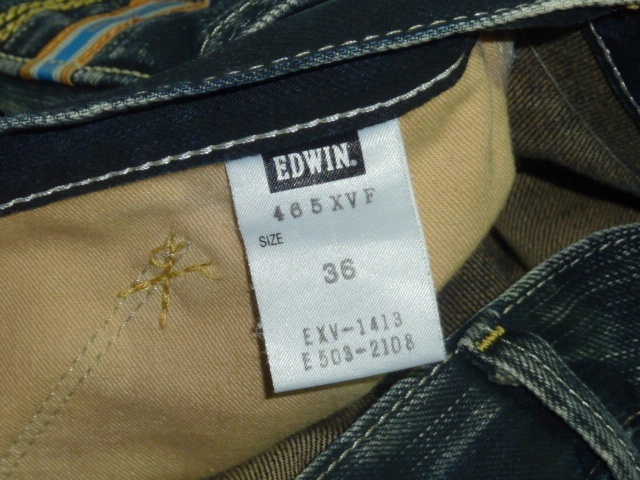 EDWIN.
465XVF
SIZE
36
EXV-1413
E503-2108